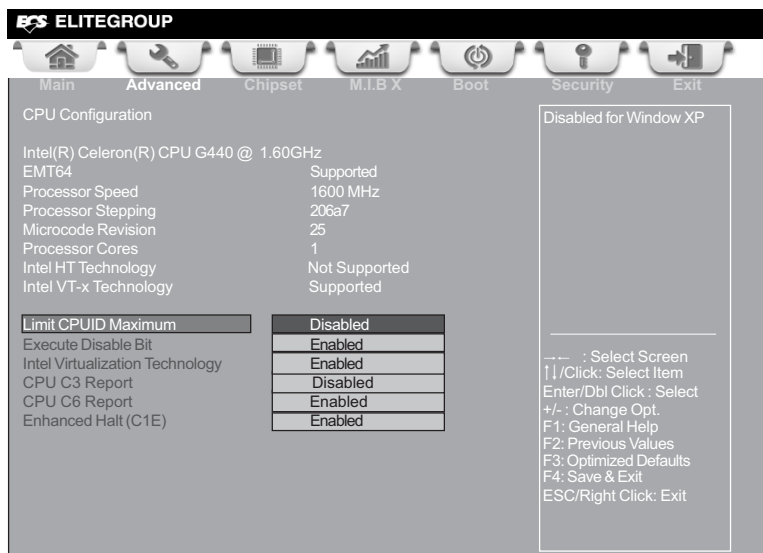 ECS ELITEGROUP
Main Advanced Chipset M.I.B X Boot Security Exit
CPU Configuration
Intel(R) Celeron(R) CPU G440 @ 1.60GHz
EMT64 Supported
Processor Speed 1600 MHz
Processor Stepping 206a7
Microcode Revision 25
Processor Cores 1
Intel HT Technology Not Supported
Intel VT-x Technology Supported
Limit CPUID Maximum Disabled
Execute Disable Bit Enabled
Intel Virtualization Technology Enabled
CPU C3 Report Disabled
CPU C6 Report Enabled
Enhanced Halt (C1E) Enabled
Disabled for Window XP
→← : Select Screen
↑↓/Click: Select Item
Enter/Dbl Click : Select
+/- : Change Opt.
F1: General Help
F2: Previous Values
F3: Optimized Defaults
F4: Save & Exit
ESC/Right Click: Exit